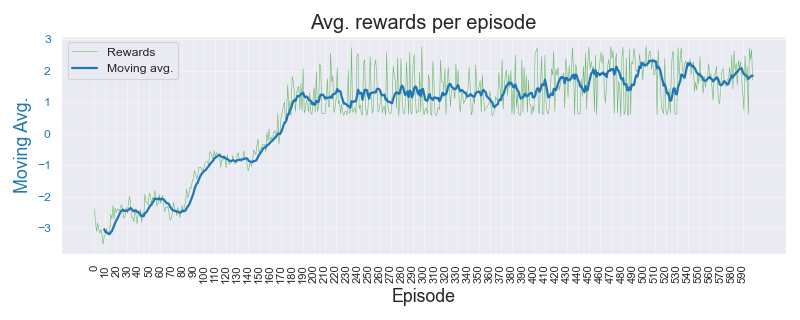 Avg. rewards per episode
Rewards
Moving avg.
Moving Avg.
3
2
1
0
−1
−2
−3
0 10 20 30 40 50 60 70 80 90 100 110 120 130 140 150 160 170 180 190 200 210 220 230 240 250 260 270 280 290 300 310 320 330 340 350 360 370 380 390 400 410 420 430 440 450 460 470 480 490 500 510 520 530 540 550 560 570 580 590
Episode